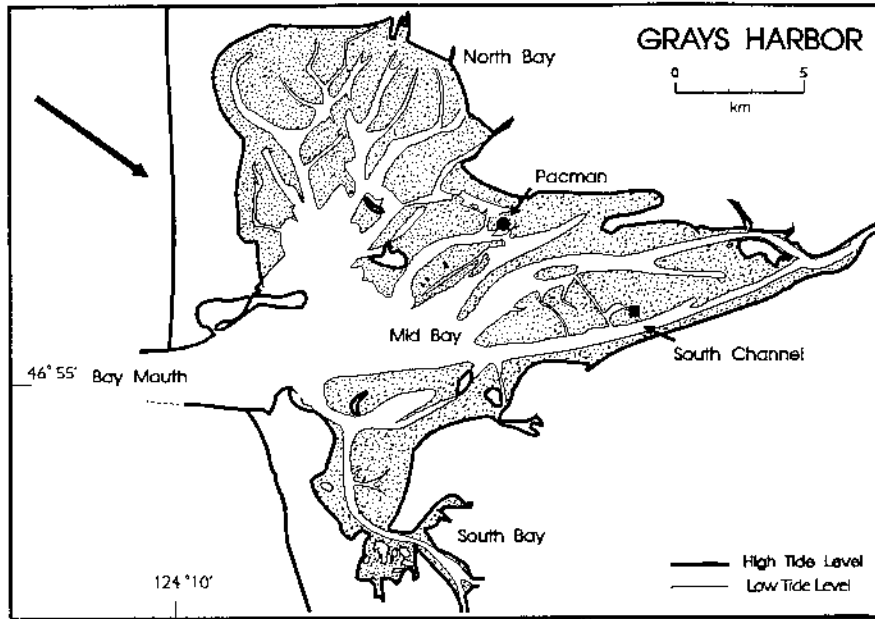 GRAYS HARBOR
North Bay
0 5
km
Pacman
Mid Bay
South Channel
46° 55' Bay Mouth
South Bay
124°10'
High Tide Level
Low Tide Level